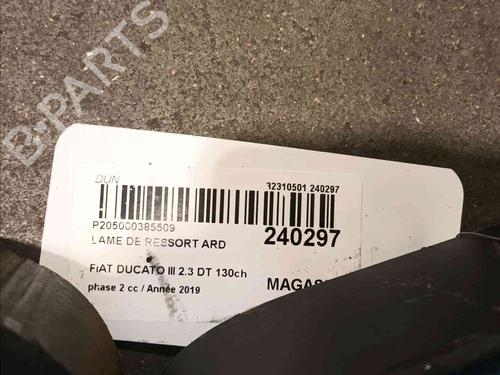 B-PARTS
DUN
32310501 240297
P205000385509
LAME DE RESSORT ARD
240297
FIAT DUCATO III 2.3 DT 130ch
phase 2 cc / Année 2019